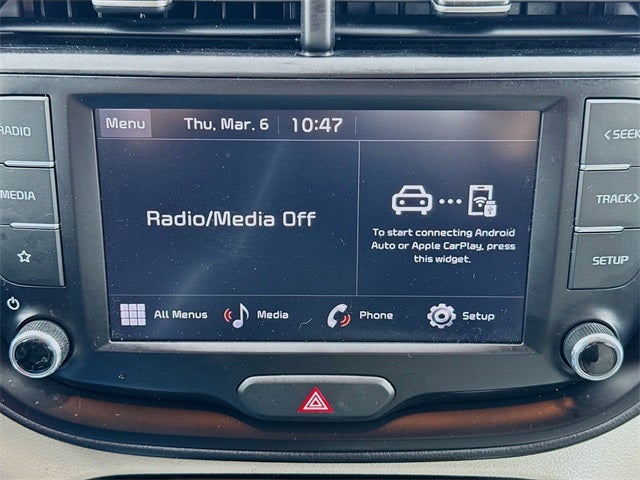 Menu Thu, Mar. 6 10:47
RADIO
MEDIA
<SEEK
TRACK>
SETUP
Radio/Media Off
To start connecting Android
Auto or Apple CarPlay, press
this widget.
All Menus Media Phone Setup